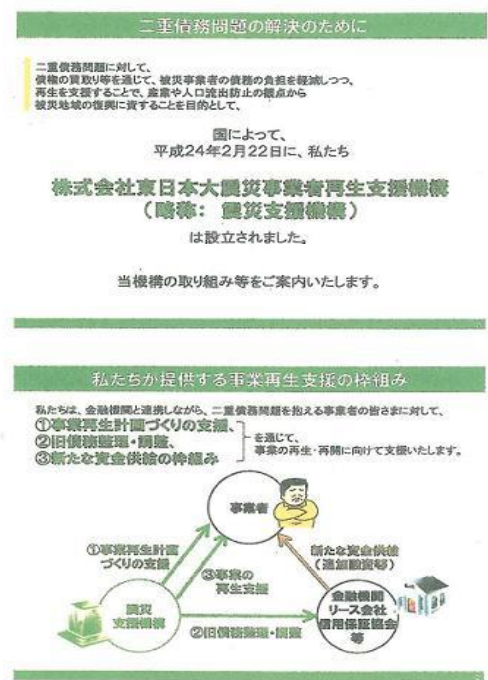 二重債務問題の解決のために
二重債務問題に対して、
債権の買取り等を通じて、被災事業者の債務の負担を軽減しつつ、
再生を支援することで、産業や人口流出防止の観点から
被災地域の復興に資することを目的として、
国によって、
平成24年2月22日に、私たち
株式会社東日本大震災事業者再生支援機構
（略称： 震災支援機構）
は設立されました。
当機構の取り組み等をご案内いたします。
私たちが提供する事業再生支援の枠組み
私たちは、金融機関と連携しながら、二重債務問題を抱える事業者の皆さまに対して、
①事業再生計画づくりの支援、
②旧債務整理・調整、
③新たな資金供給の枠組み
を通じて、
事業の再生・再開に向けて支援いたします。
事業者
①事業再生計画
づくりの支援
③事業の
再生支援
新たな資金供給
（追加融資等）
震災
支援機構
②旧債務整理・調整
金融機関
リース会社
信用保証協会
等